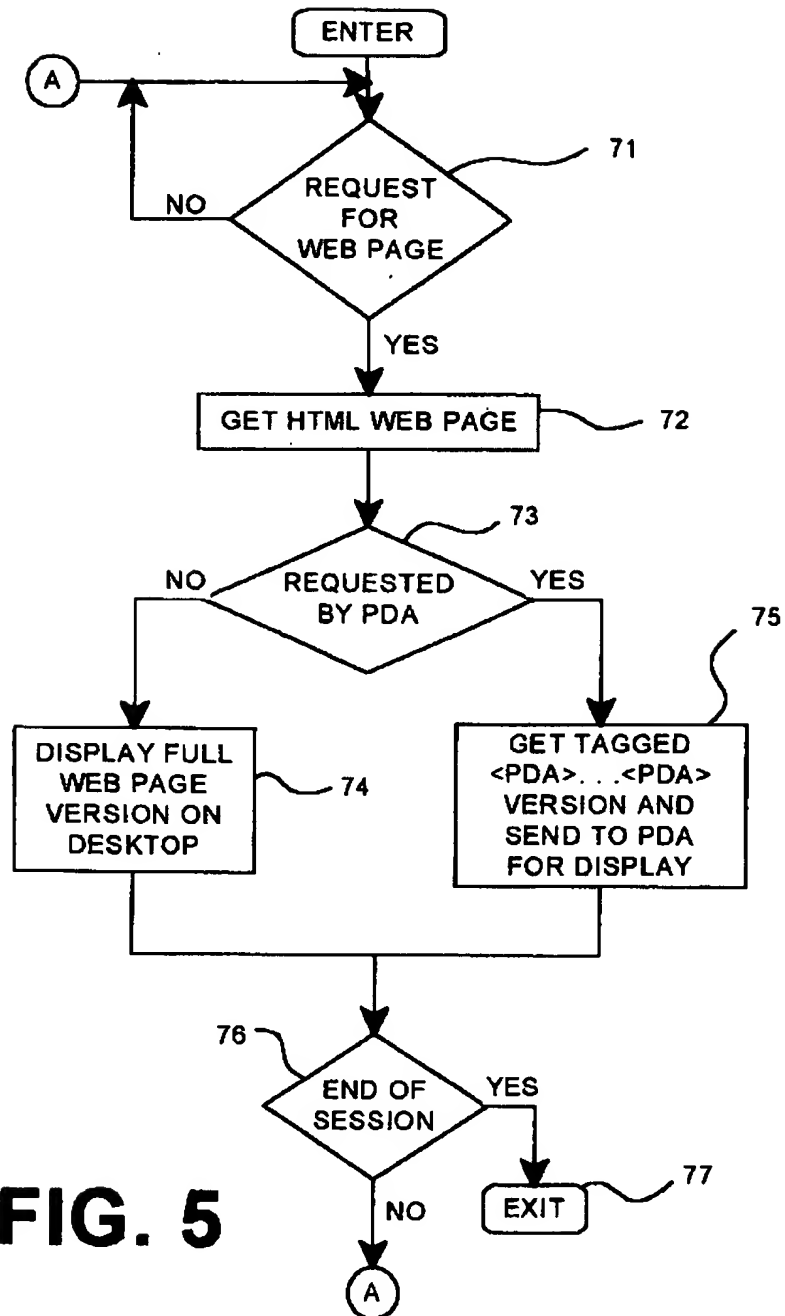 ENTER
A
71
REQUEST
FOR
WEB PAGE
NO
YES
GET HTML WEB PAGE
72
73
NO
REQUESTED
BY PDA
YES
75
DISPLAY FULL
WEB PAGE
VERSION ON
DESKTOP
74
GET TAGGED
<PDA>. . .<PDA>
VERSION AND
SEND TO PDA
FOR DISPLAY
76
END OF
SESSION
YES
77
EXIT
NO
FIG. 5
A